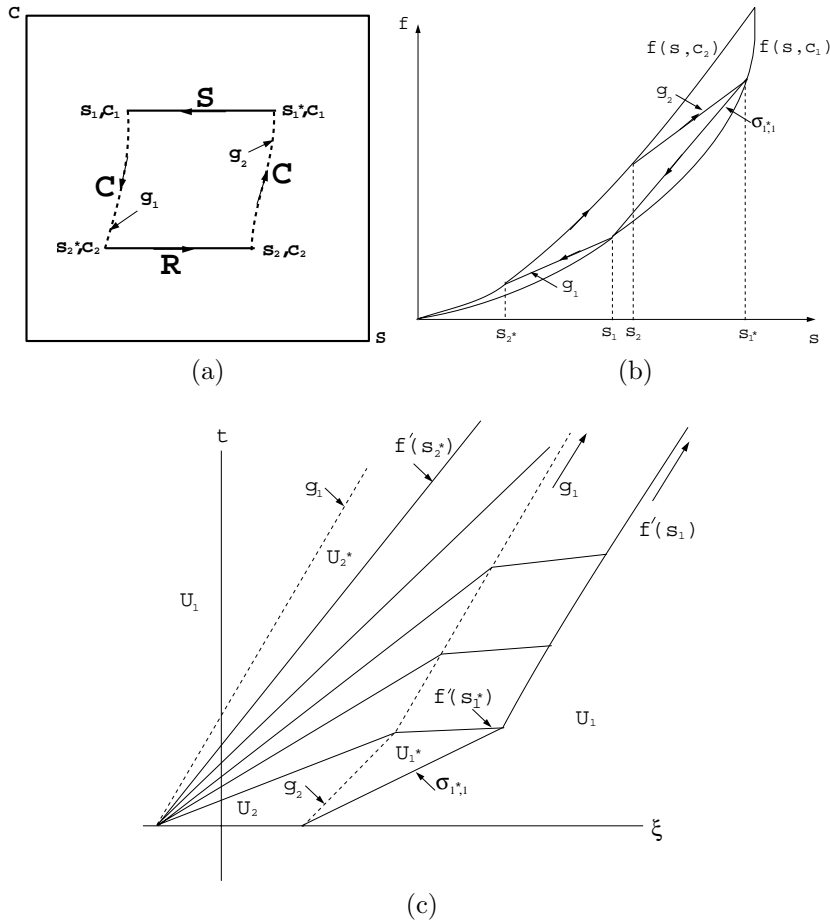 C
s₁,c₁ S s₁*,c₁
g₂
C C
g₁
s₂*,c₂ s₂,c₂
R
s
(a)
f
f(s,c₂) f(s,c₁)
g₂
σ₁*,₁
g₁
s₂* s₁ s₂ s₁* s
(b)
t
f′(s₂*)
g₁ g₁
f′(s₁)
U₂*
U₁
f′(s₁*)
U₁
U₁*
g₂
σ₁*,₁
U₂
ξ
(c)